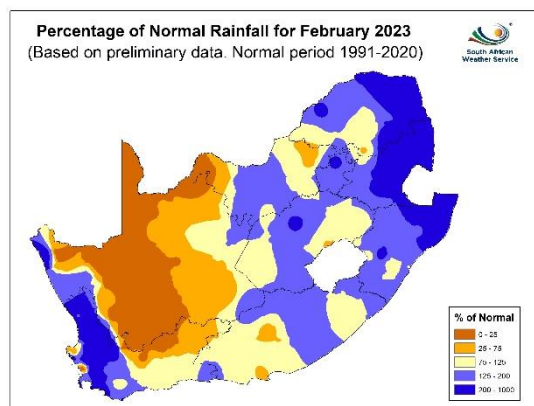 Percentage of Normal Rainfall for February 2023
(Based on preliminary data. Normal period 1991-2020)
South African
Weather Service
% of Normal
0 - 25
25 - 75
75 - 125
125 - 200
200 - 1000